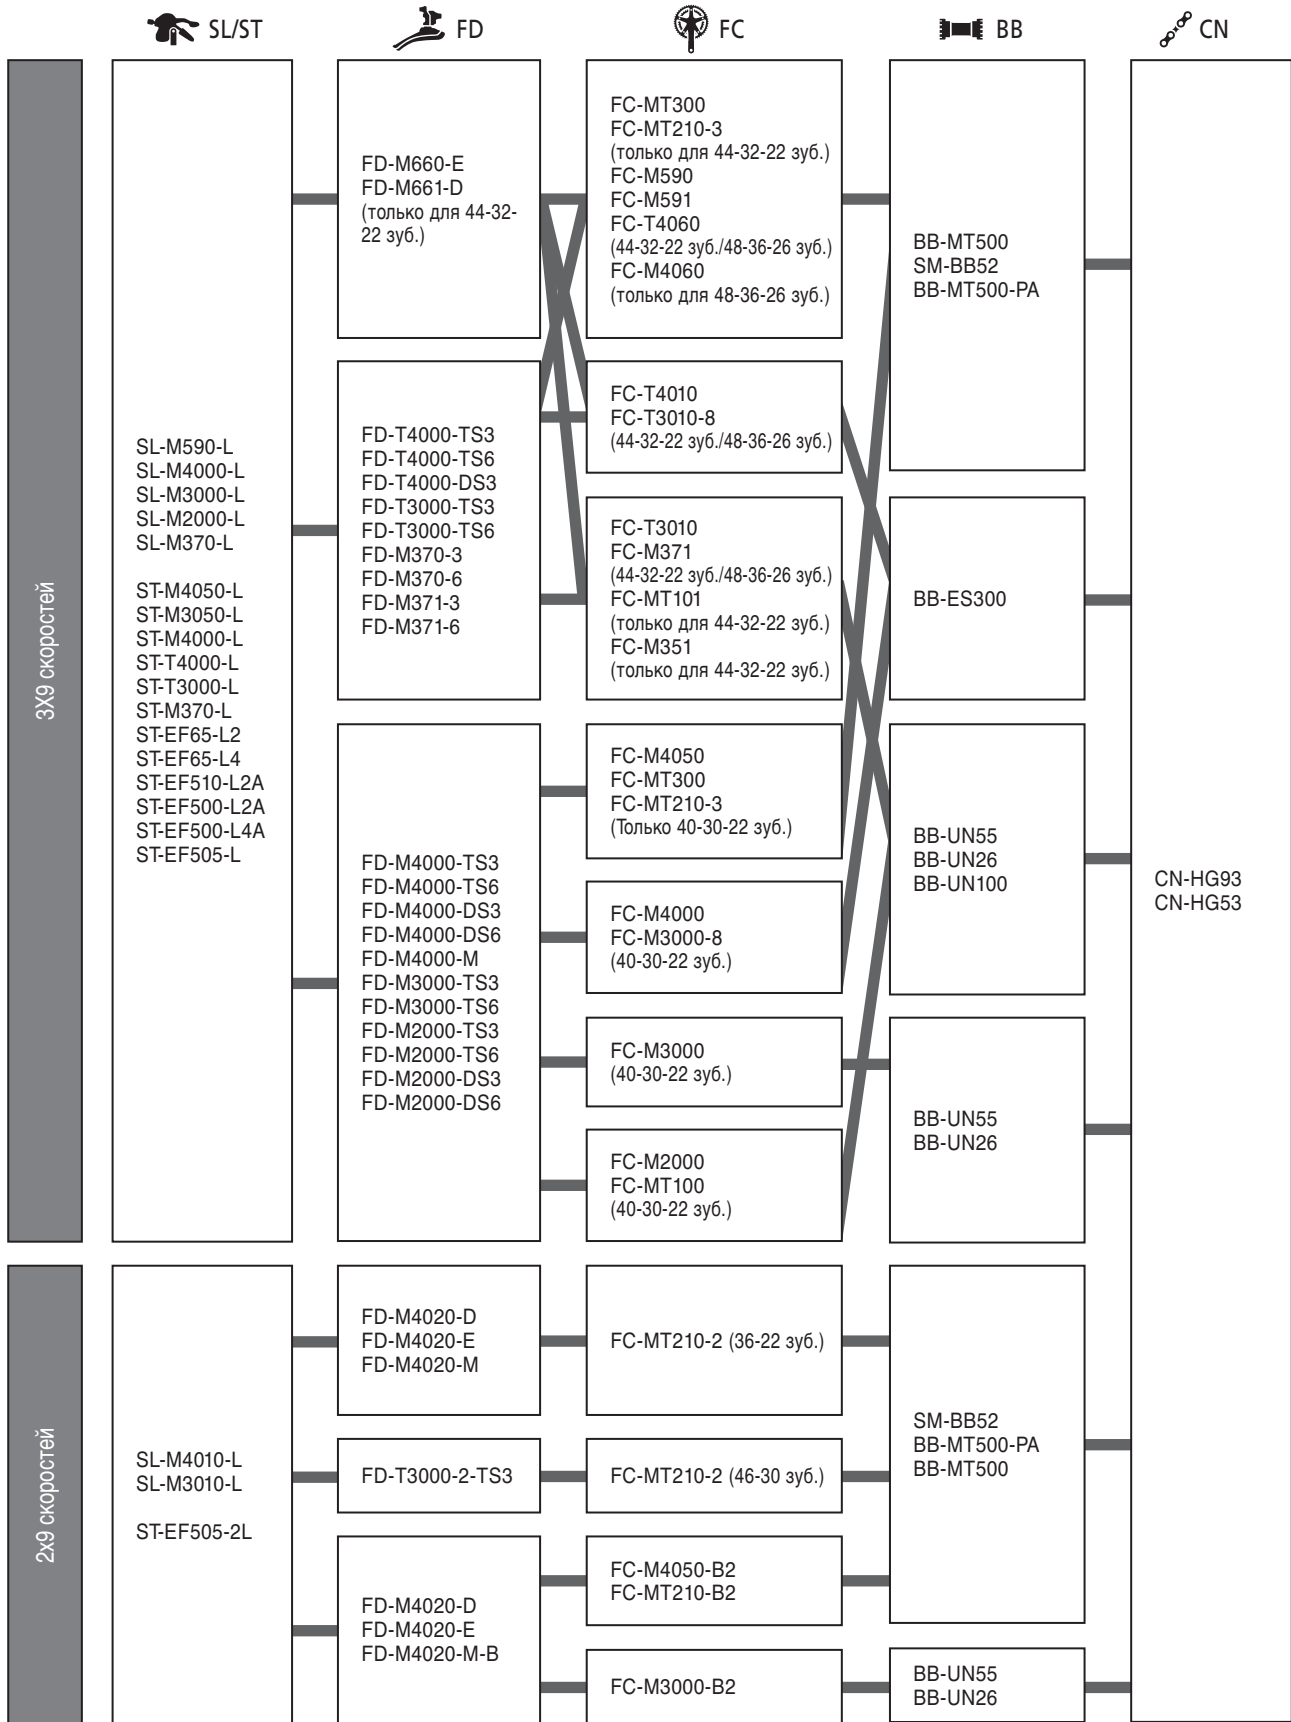 SL/ST
FD
FC
BB
CN
3X9 скоростей
SL-M590-L
SL-M4000-L
SL-M3000-L
SL-M2000-L
SL-M370-L
ST-M4050-L
ST-M3050-L
ST-M4000-L
ST-T4000-L
ST-T3000-L
ST-M370-L
ST-EF65-L2
ST-EF65-L4
ST-EF510-L2A
ST-EF500-L2A
ST-EF500-L4A
ST-EF505-L
FD-M660-E
FD-M661-D
(только для 44-32-
22 зуб.)
FD-T4000-TS3
FD-T4000-TS6
FD-T4000-DS3
FD-T3000-TS3
FD-T3000-TS6
FD-M370-3
FD-M370-6
FD-M371-3
FD-M371-6
FD-M4000-TS3
FD-M4000-TS6
FD-M4000-DS3
FD-M4000-DS6
FD-M4000-M
FD-M3000-TS3
FD-M3000-TS6
FD-M2000-TS3
FD-M2000-TS6
FD-M2000-DS3
FD-M2000-DS6
FC-MT300
FC-MT210-3
(только для 44-32-22 зуб.)
FC-M590
FC-M591
FC-T4060
(44-32-22 зуб./48-36-26 зуб.)
FC-M4060
(только для 48-36-26 зуб.)
FC-T4010
FC-T3010-8
(44-32-22 зуб./48-36-26 зуб.)
FC-T3010
FC-M371
(44-32-22 зуб./48-36-26 зуб.)
FC-MT101
(только для 44-32-22 зуб.)
FC-M351
(только для 44-32-22 зуб.)
FC-M4050
FC-MT300
FC-MT210-3
(Только 40-30-22 зуб.)
FC-M4000
FC-M3000-8
(40-30-22 зуб.)
FC-M3000
(40-30-22 зуб.)
FC-M2000
FC-MT100
(40-30-22 зуб.)
BB-MT500
SM-BB52
BB-MT500-PA
BB-ES300
BB-UN55
BB-UN26
BB-UN100
BB-UN55
BB-UN26
CN-HG93
CN-HG53
2x9 скоростей
SL-M4010-L
SL-M3010-L
ST-EF505-2L
FD-M4020-D
FD-M4020-E
FD-M4020-M
FD-T3000-2-TS3
FD-M4020-D
FD-M4020-E
FD-M4020-M-B
FC-MT210-2 (36-22 зуб.)
FC-MT210-2 (46-30 зуб.)
FC-M4050-B2
FC-MT210-B2
FC-M3000-B2
SM-BB52
BB-MT500-PA
BB-MT500
BB-UN55
BB-UN26